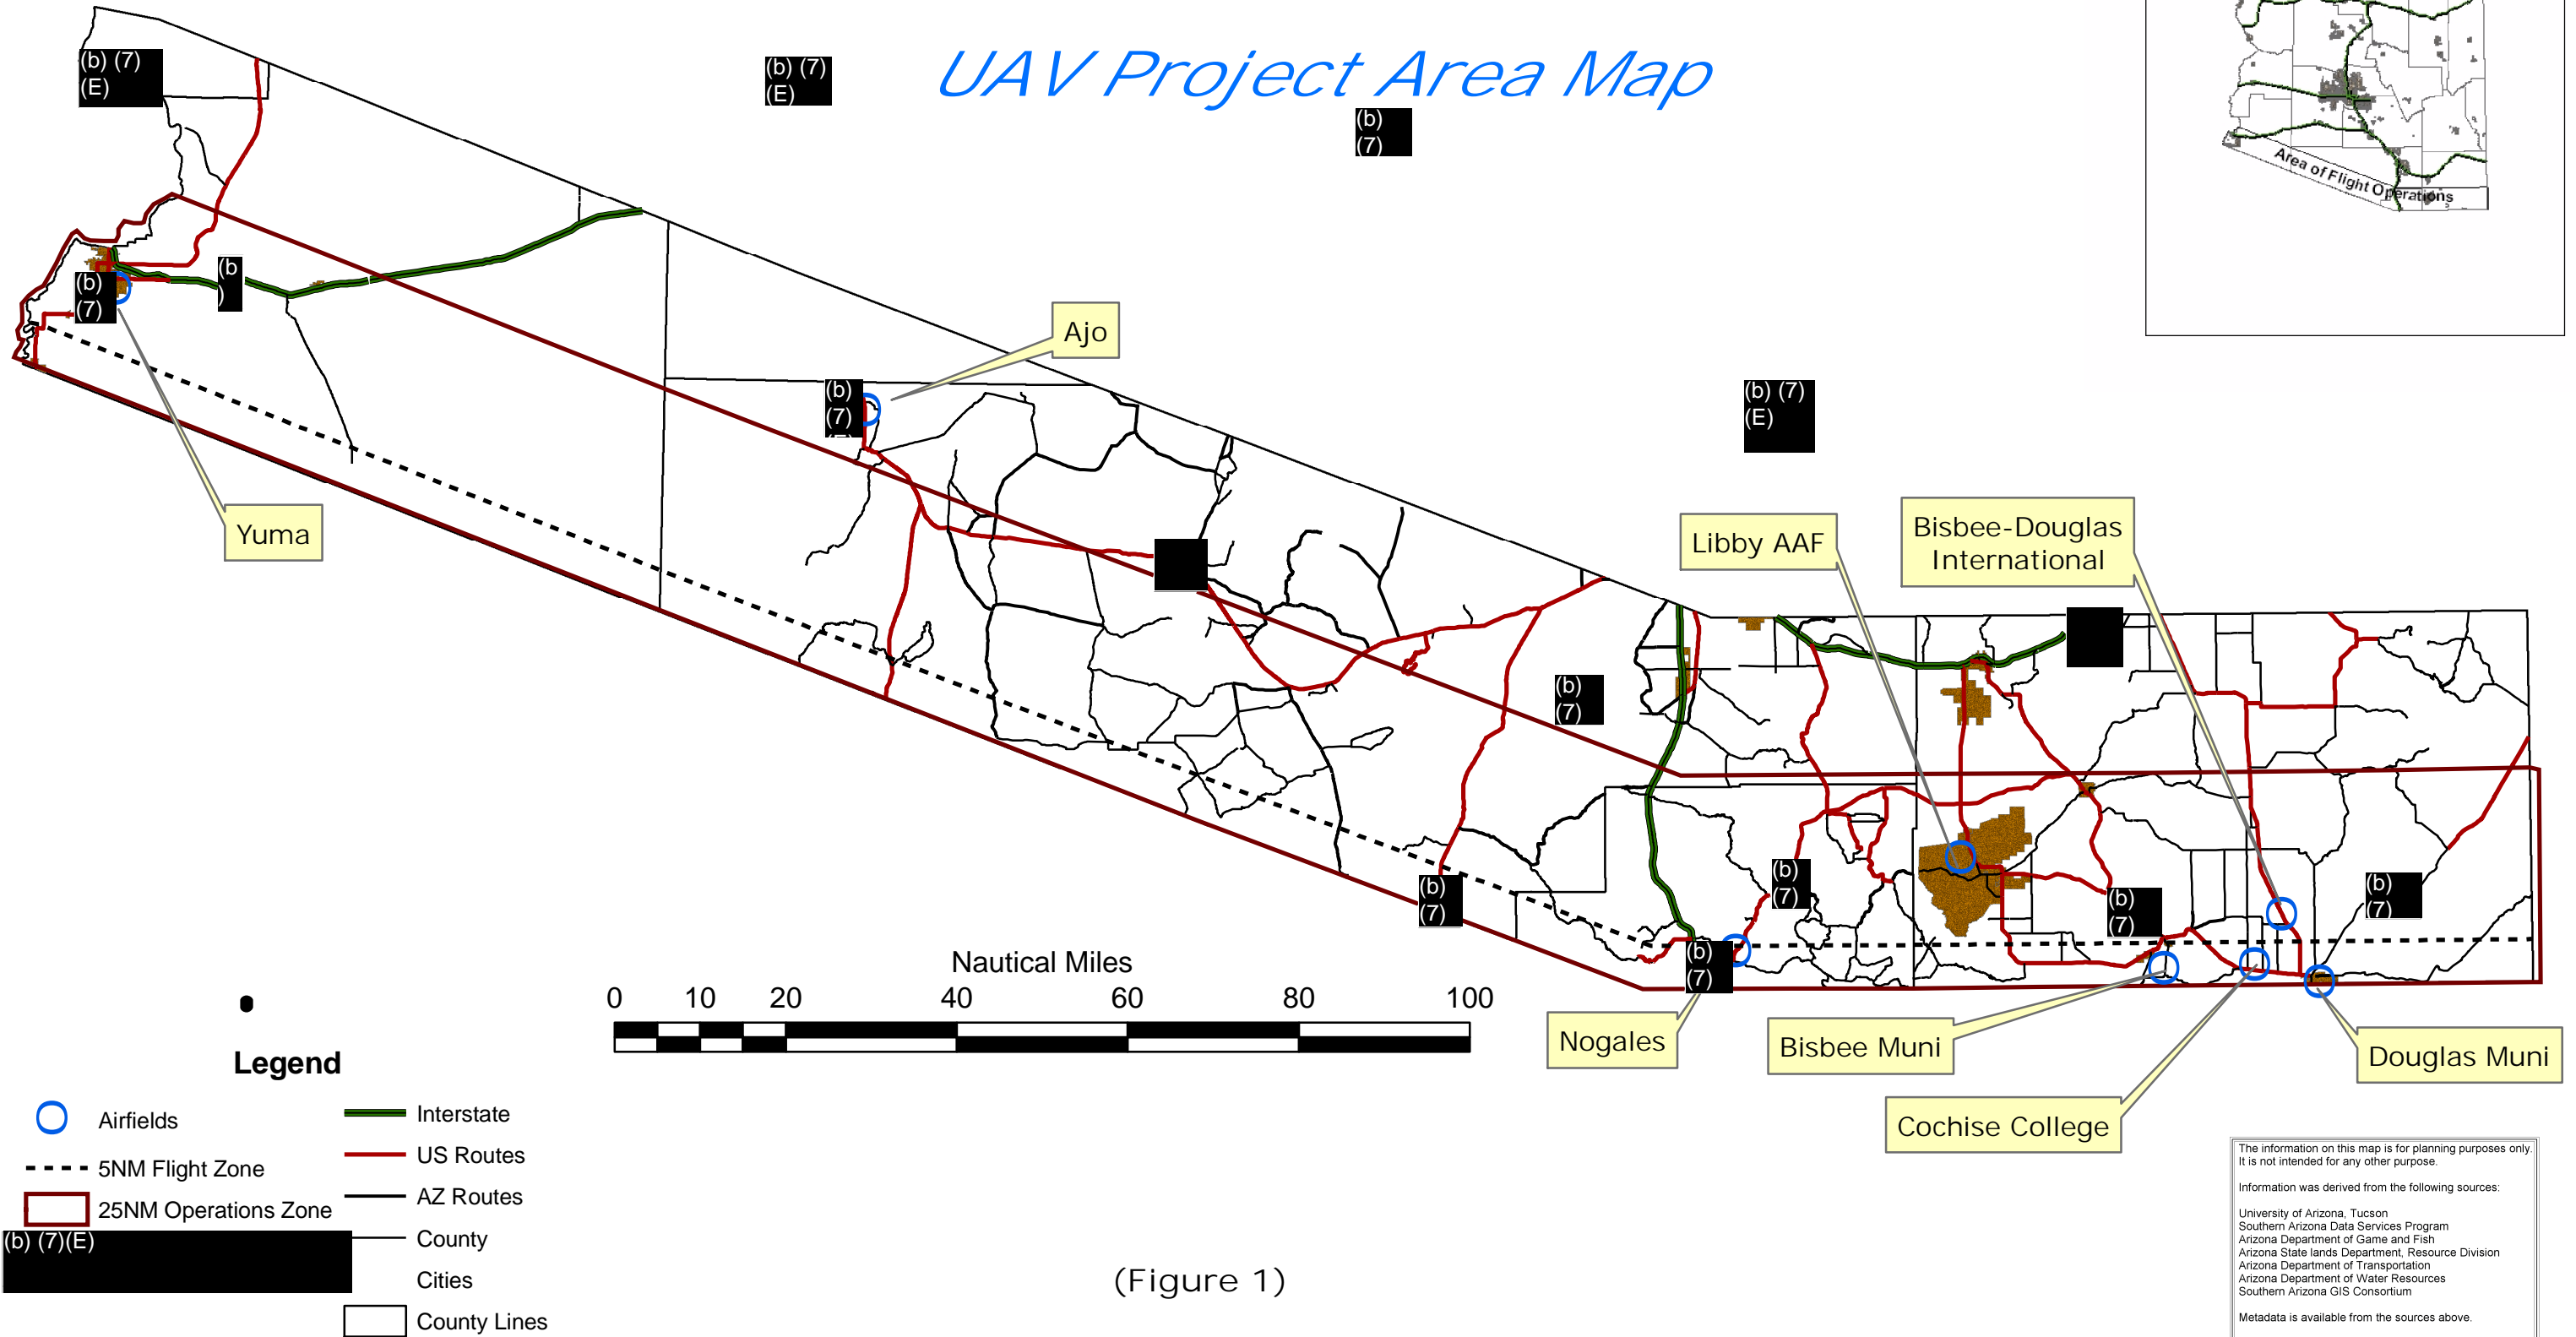 UAV Project Area Map
(b) (7)
(E)
(b) (7)
(E)
(b)
(7)
Area of Flight Operations
(b)
(7)
(b
)
Ajo
(b)
(7)
(b) (7)
(E)
Yuma
Libby AAF
Bisbee-Douglas
International
(b)
(7)
(b)
(7)
(b)
(7)
(b)
(7)
(b)
(7)
(b)
(7)
Nautical Miles
0 10 20 40 60 80 100
Nogales
Bisbee Muni
Douglas Muni
Cochise College
Legend
Airfields
5NM Flight Zone
25NM Operations Zone
(b) (7)(E)
Interstate
US Routes
AZ Routes
County
Cities
County Lines
(Figure 1)
The information on this map is for planning purposes only.
It is not intended for any other purpose.
Information was derived from the following sources:
University of Arizona, Tucson
Southern Arizona Data Services Program
Arizona Department of Game and Fish
Arizona State lands Department, Resource Division
Arizona Department of Transportation
Arizona Department of Water Resources
Southern Arizona GIS Consortium
Metadata is available from the sources above.